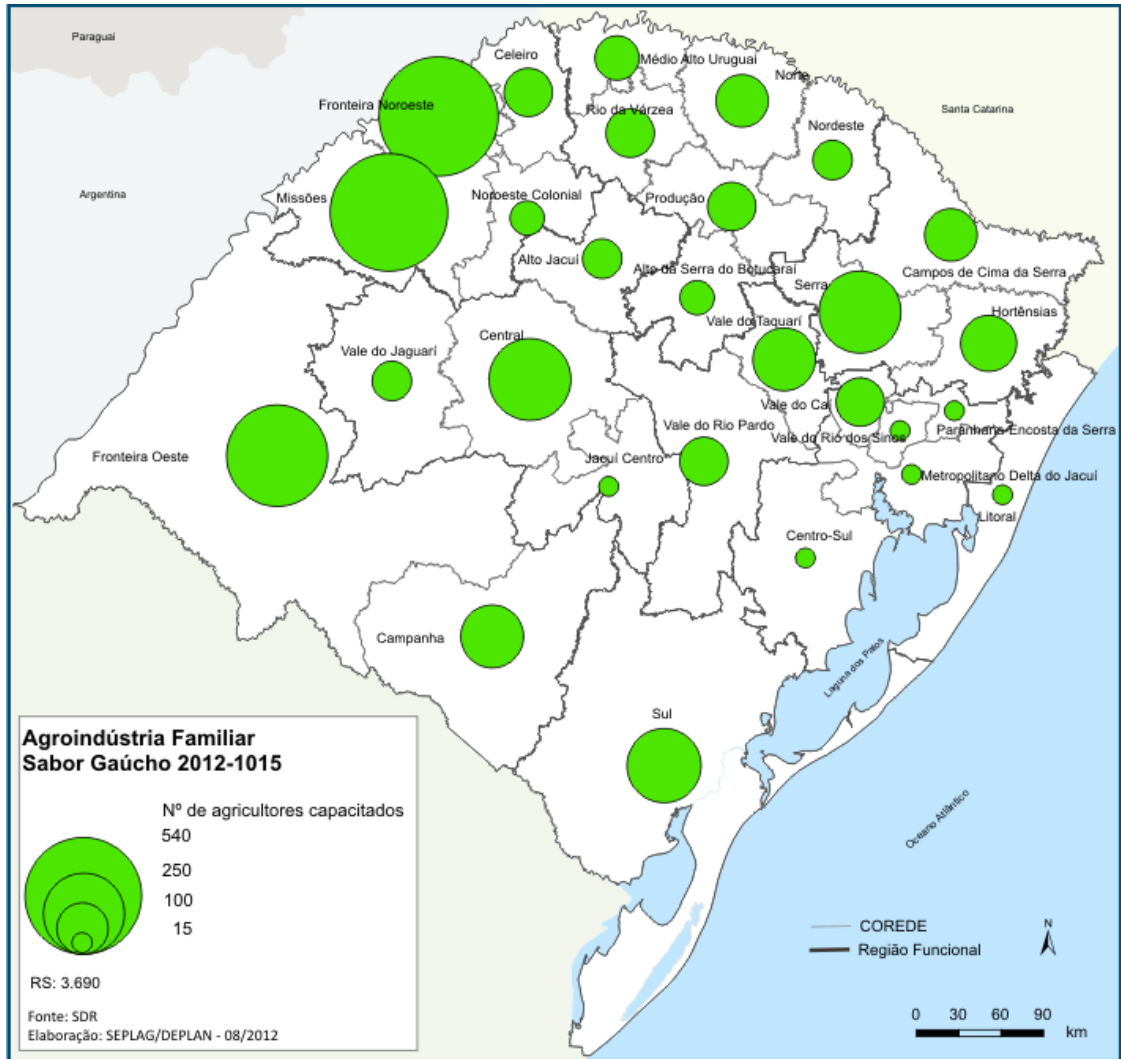 Paraguai
Celeiro
Médio Alto Uruguai
Norte
Fronteira Noroeste
Rio da Várzea
Santa Catarina
Nordeste
Argentina
Missões
Noroeste Colonial
Produção
Alto Jacuí
Alto da Serra do Botucaraí
Campos de Cima da Serra
Serra
Hortênsias
Vale do Taquarí
Central
Vale do Jaguarí
Vale do Caí
Vale do Rio Pardo
Vale do Rio dos Sinos
Paranhana Encosta da Serra
Fronteira Oeste
Jacuí Centro
Metropolitano Delta do Jacuí
Litoral
Centro-Sul
Campanha
Laguna dos Patos
Sul
Oceano Atlântico
Agroindústria Familiar
Sabor Gaúcho 2012-1015
Nº de agricultores capacitados
540
250
100
15
RS: 3.690
Fonte: SDR
Elaboração: SEPLAG/DEPLAN - 08/2012
COREDE
Região Funcional
N
0 30 60 90
km